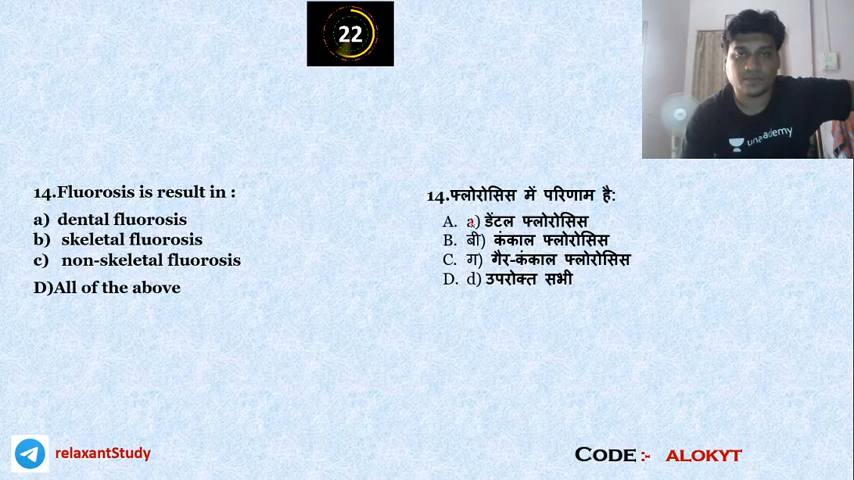 22
unacademy
14.Fluorosis is result in :
a) dental fluorosis
b) skeletal fluorosis
c) non-skeletal fluorosis
D)All of the above
14.फ्लोरोसिस में परिणाम है:
A. a) डेंटल फ्लोरोसिस
B. बी) कंकाल फ्लोरोसिस
C. ग) गैर-कंकाल फ्लोरोसिस
D. d) उपरोक्त सभी
relaxantStudy
CODE :- ALOKYT